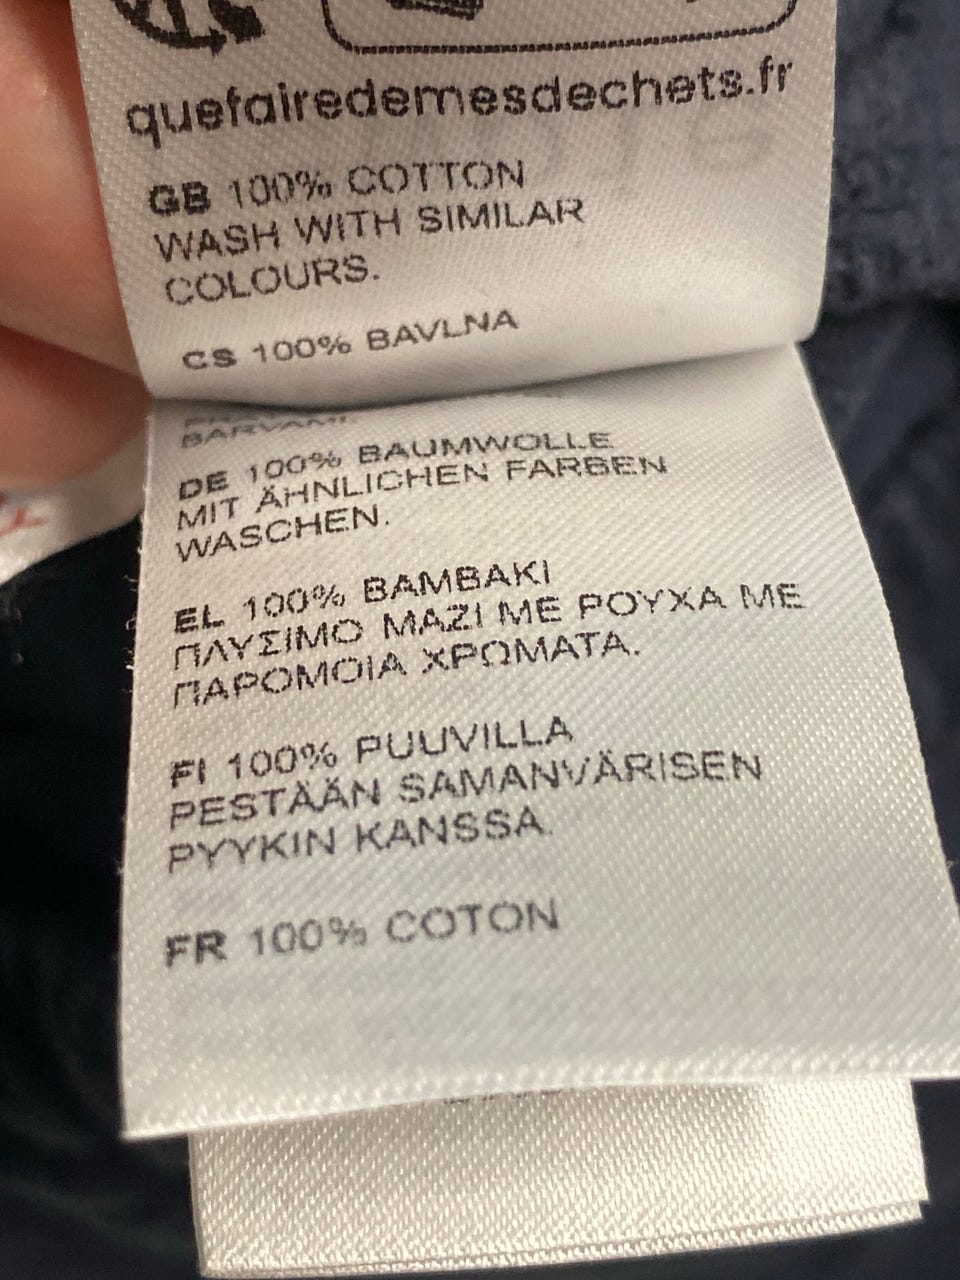 quefairedemesdechets.fr
GB 100% COTTON
WASH WITH SIMILAR
COLOURS.
CS 100% BAVLNA
BARVAMI.
DE 100% BAUMWOLLE
MIT ÄHNLICHEN FARBEN
WASCHEN.
EL 100% ΒΑΜΒΑΚΙ
ΠΛΥΣΙΜΟ ΜΑΖΙ ΜΕ ΡΟΥΧΑ ΜΕ
ΠΑΡΟΜΟΙΑ ΧΡΩΜΑΤΑ.
FI 100% PUUVILLA
PESTÄÄN SAMANVÄRISEN
PYYKIN KANSSA.
FR 100% COTON